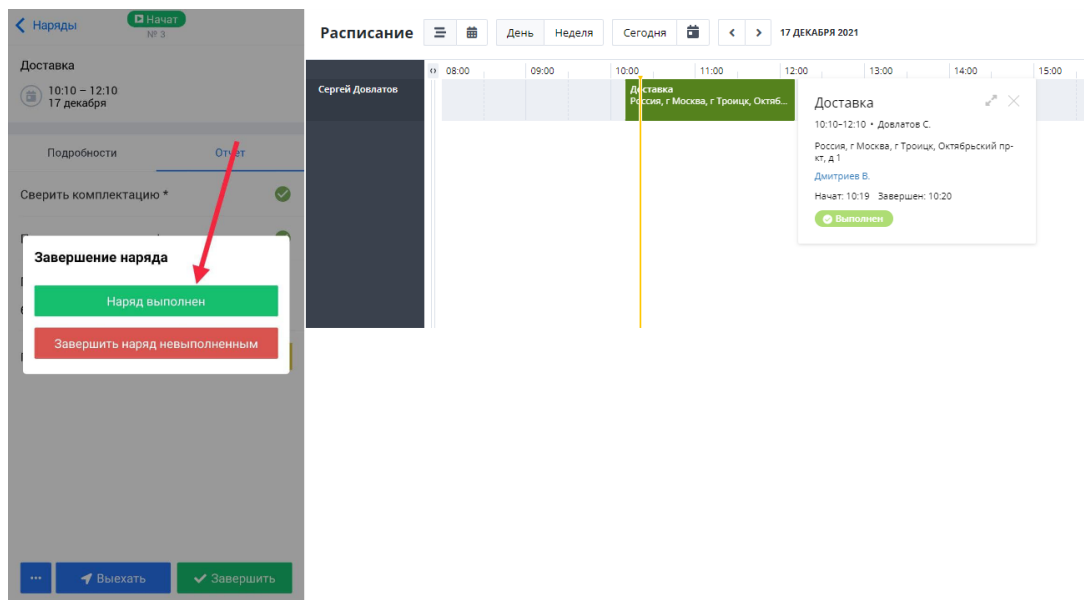 Наряды
Начат
№ 3
Доставка
10:10 – 12:10
17 декабря
Подробности
Отчет
Сверить комплектацию *
Завершение наряда
Наряд выполнен
Завершить наряд невыполненным
Выехать
Завершить
Расписание
День
Неделя
Сегодня
17 ДЕКАБРЯ 2021
08:00 09:00 10:00 11:00 12:00 13:00 14:00 15:00
Сергей Довлатов
Доставка
Россия, г Москва, г Троицк, Октяб...
Доставка
10:10–12:10 • Довлатов С.
Россия, г Москва, г Троицк, Октябрьский пр-
кт, д 1
Дмитриев В.
Начат: 10:19 Завершен: 10:20
Выполнен